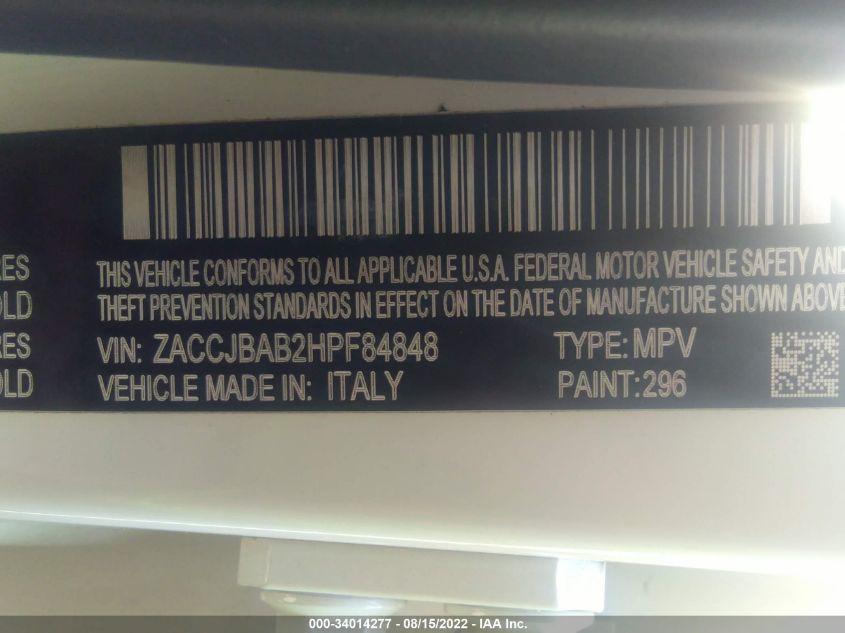 THIS VEHICLE CONFORMS TO ALL APPLICABLE U.S.A. FEDERAL MOTOR VEHICLE SAFETY AND
RES
THEFT PREVENTION STANDARDS IN EFFECT ON THE DATE OF MANUFACTURE SHOWN ABOVE
OLD
RES VIN: ZACCJBAB2HPF84848 TYPE: MPV
OLD VEHICLE MADE IN: ITALY PAINT: 296
000-34014277 - 08/15/2022 - IAA Inc.